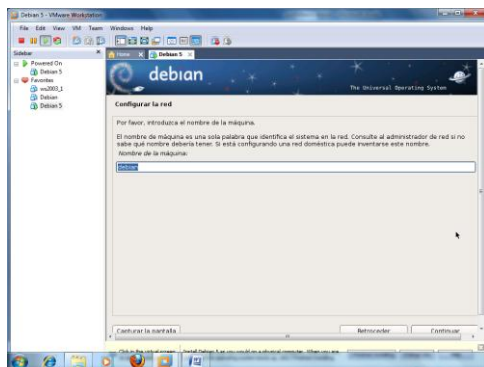 Debian 5 - VMware Workstation
File Edit View VM Team Windows Help
Sidebar
Powered On
Debian 5
Favorites
ws2003_1
Debian
Debian 5
Home
Debian 5
debian
The Universal Operating System
Configurar la red
Por favor, introduzca el nombre de la máquina.
El nombre de máquina es una sola palabra que identifica el sistema en la red. Consulte al administrador de red si no
sabe qué nombre debería tener. Si está configurando una red doméstica puede inventarse este nombre.
Nombre de la máquina:
debian
Capturar la pantalla
Retroceder
Continuar